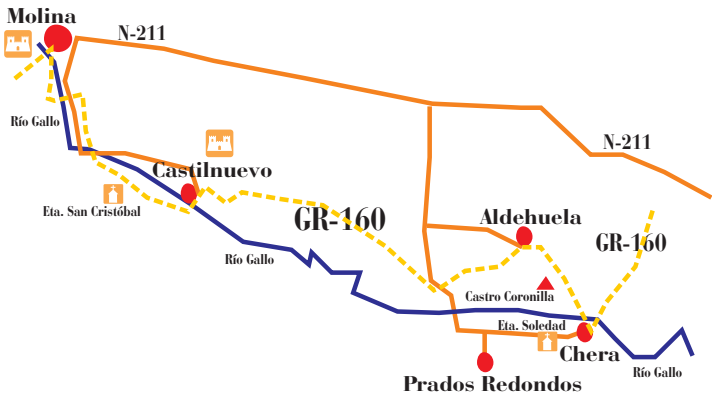 Molina
N-211
Río Gallo
N-211
Castilnuevo
Eta. San Cristóbal
GR-160
Aldehuela
GR-160
Río Gallo
Castro Coronilla
Eta. Soledad
Chera
Río Gallo
Prados Redondos